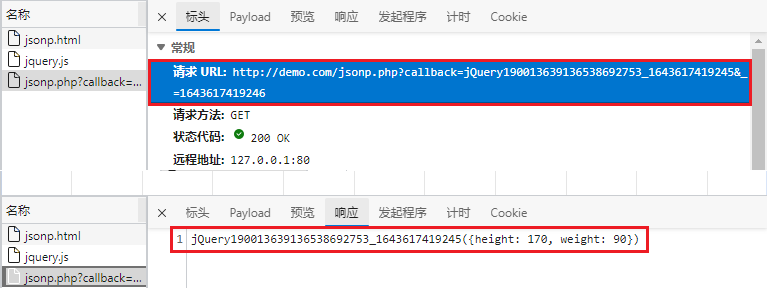 名称
× 标头 Payload 预览 响应 发起程序 计时 Cookie
jsonp.html
jquery.js
jsonp.php?callback=...
▼ 常规
请求 URL: http://demo.com/jsonp.php?callback=jQuery190013639136538692753_1643617419245&_
=1643617419246
请求方法: GET
状态代码: 200 OK
远程地址: 127.0.0.1:80
名称
× 标头 Payload 预览 响应 发起程序 计时 Cookie
jsonp.html
jquery.js
jsonp.php?callback=...
1 jQuery190013639136538692753_1643617419245({height: 170, weight: 90})